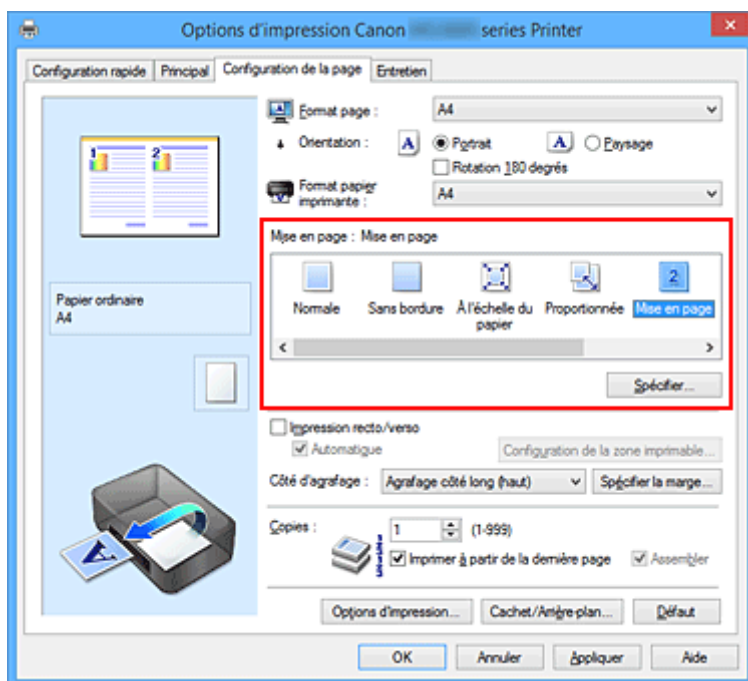 Options d'impression Canon series Printer
Configuration rapide Principal Configuration de la page Entretien
Format page : A4
Orientation : A Portrait A Paysage
Rotation 180 degrés
Format papier imprimante : A4
1 2
Mise en page : Mise en page
2
Normale Sans bordure À l'échelle du papier Proportionnée Mise en page
Papier ordinaire
A4
Spécifier...
Impression recto/verso
Automatique Configuration de la zone imprimable...
Côté d'agrafage : Agrafage côté long (haut) Spécifier la marge...
Copies : 1 (1-999)
Imprimer à partir de la dernière page Assembler
A
Options d'impression... Cachet/Arrière-plan... Défaut
OK Annuler Appliquer Aide